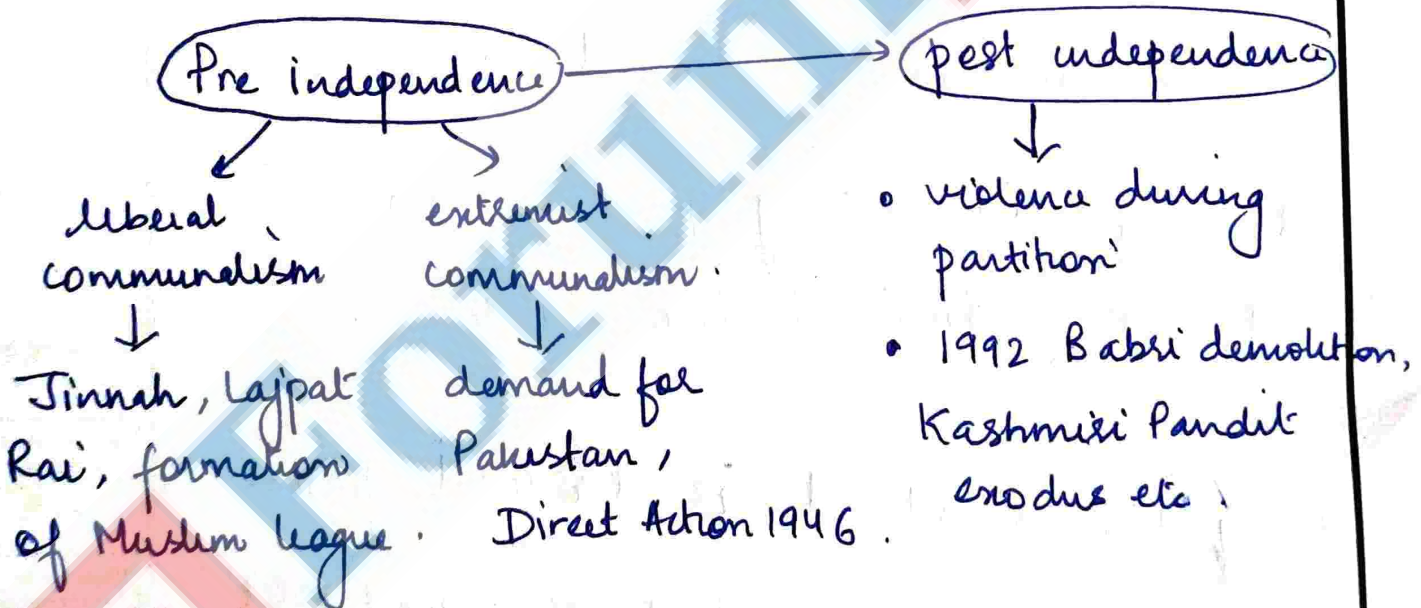 Pre independence
post independence
liberal
communalism
Jinnah, Lajpat
Rai, formation
of Muslim league.
extremist
communalism.
demand for
Pakistan,
Direct Action 1946.
• violence during
partition
• 1992 Babri demolition,
Kashmiri Pandit
exodus etc.
Forum